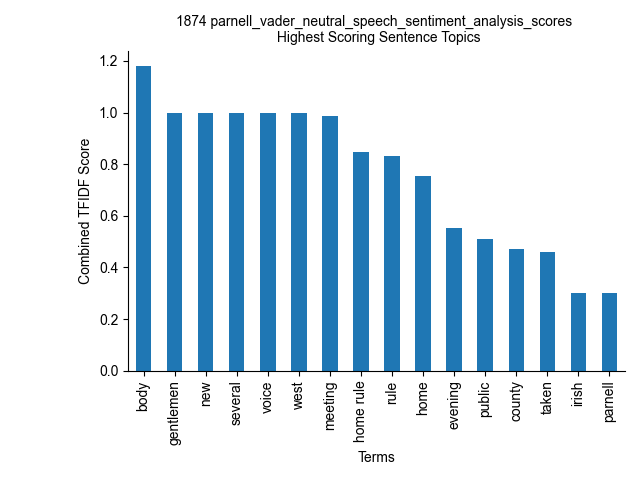 1874 parnell_vader_neutral_speech_sentiment_analysis_scores
Highest Scoring Sentence Topics
Combined TFIDF Score
1.2
1.0
0.8
0.6
0.4
0.2
0.0
body
gentlemen
new
several
voice
west
meeting
home rule
rule
home
evening
public
county
taken
irish
parnell
Terms